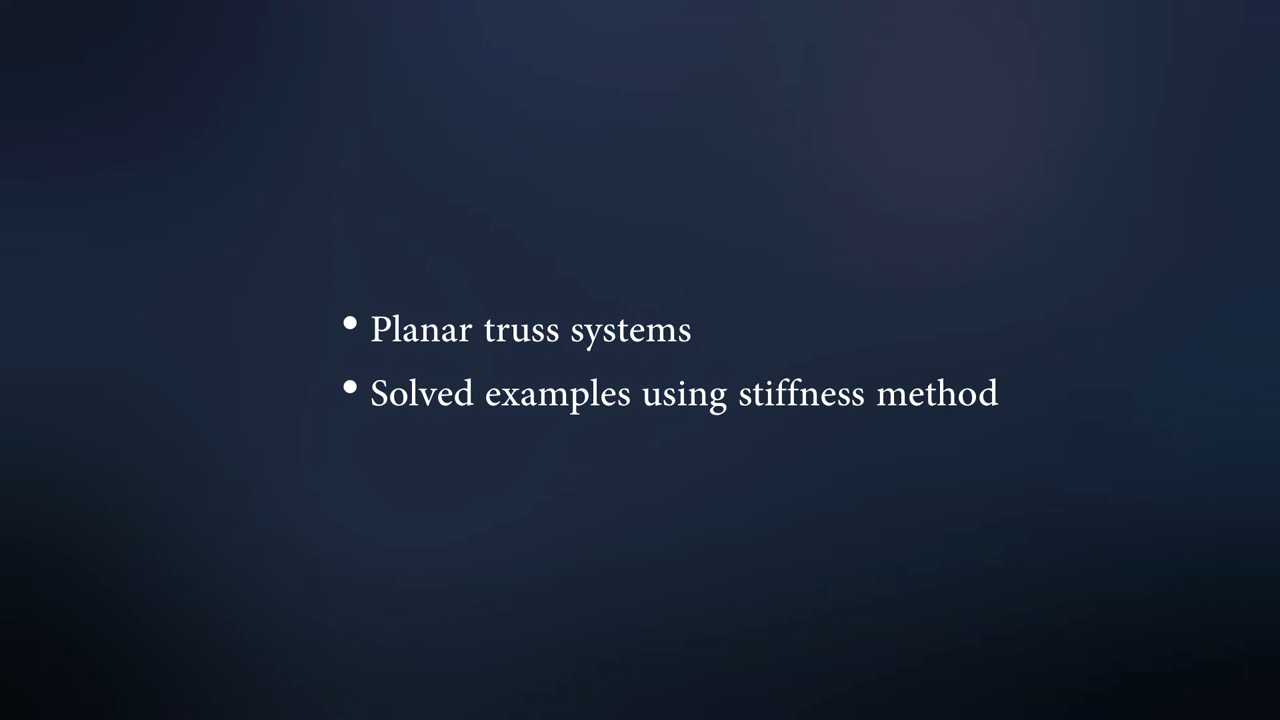 • Planar truss systems
• Solved examples using stiffness method